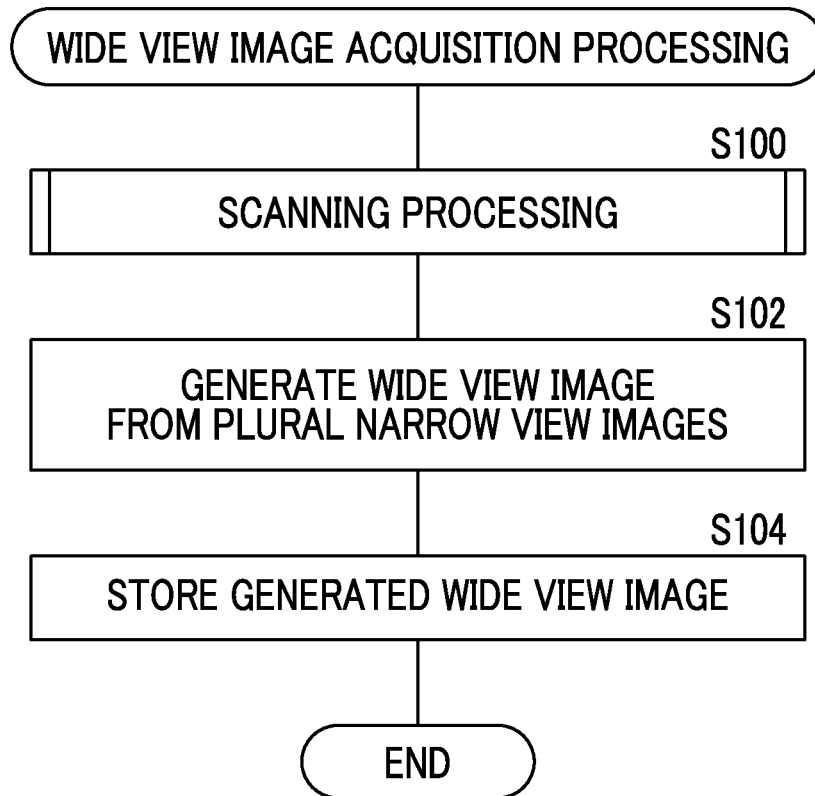 WIDE VIEW IMAGE ACQUISITION PROCESSING
S100
SCANNING PROCESSING
S102
GENERATE WIDE VIEW IMAGE
FROM PLURAL NARROW VIEW IMAGES
S104
STORE GENERATED WIDE VIEW IMAGE
END